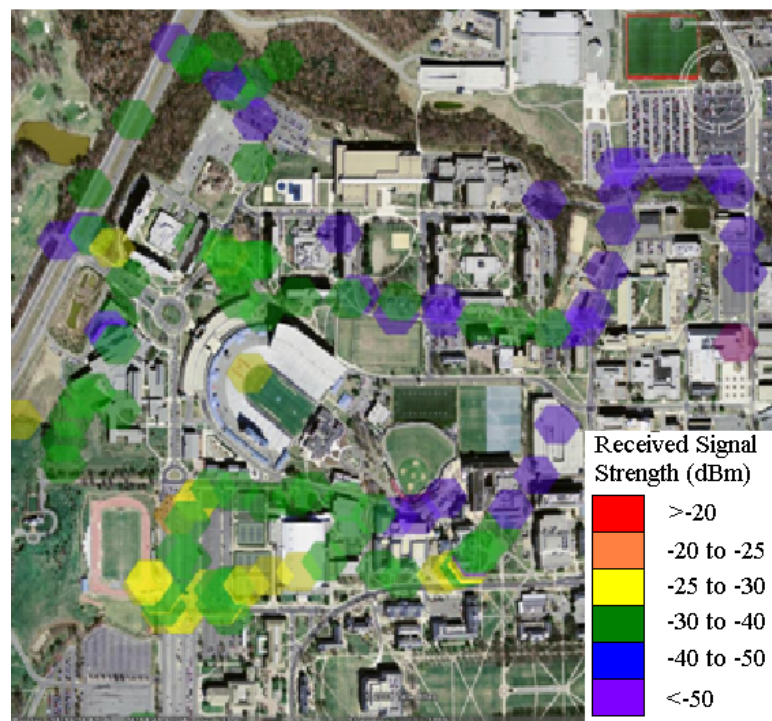 Received Signal
Strength (dBm)
>-20
-20 to -25
-25 to -30
-30 to -40
-40 to -50
<-50